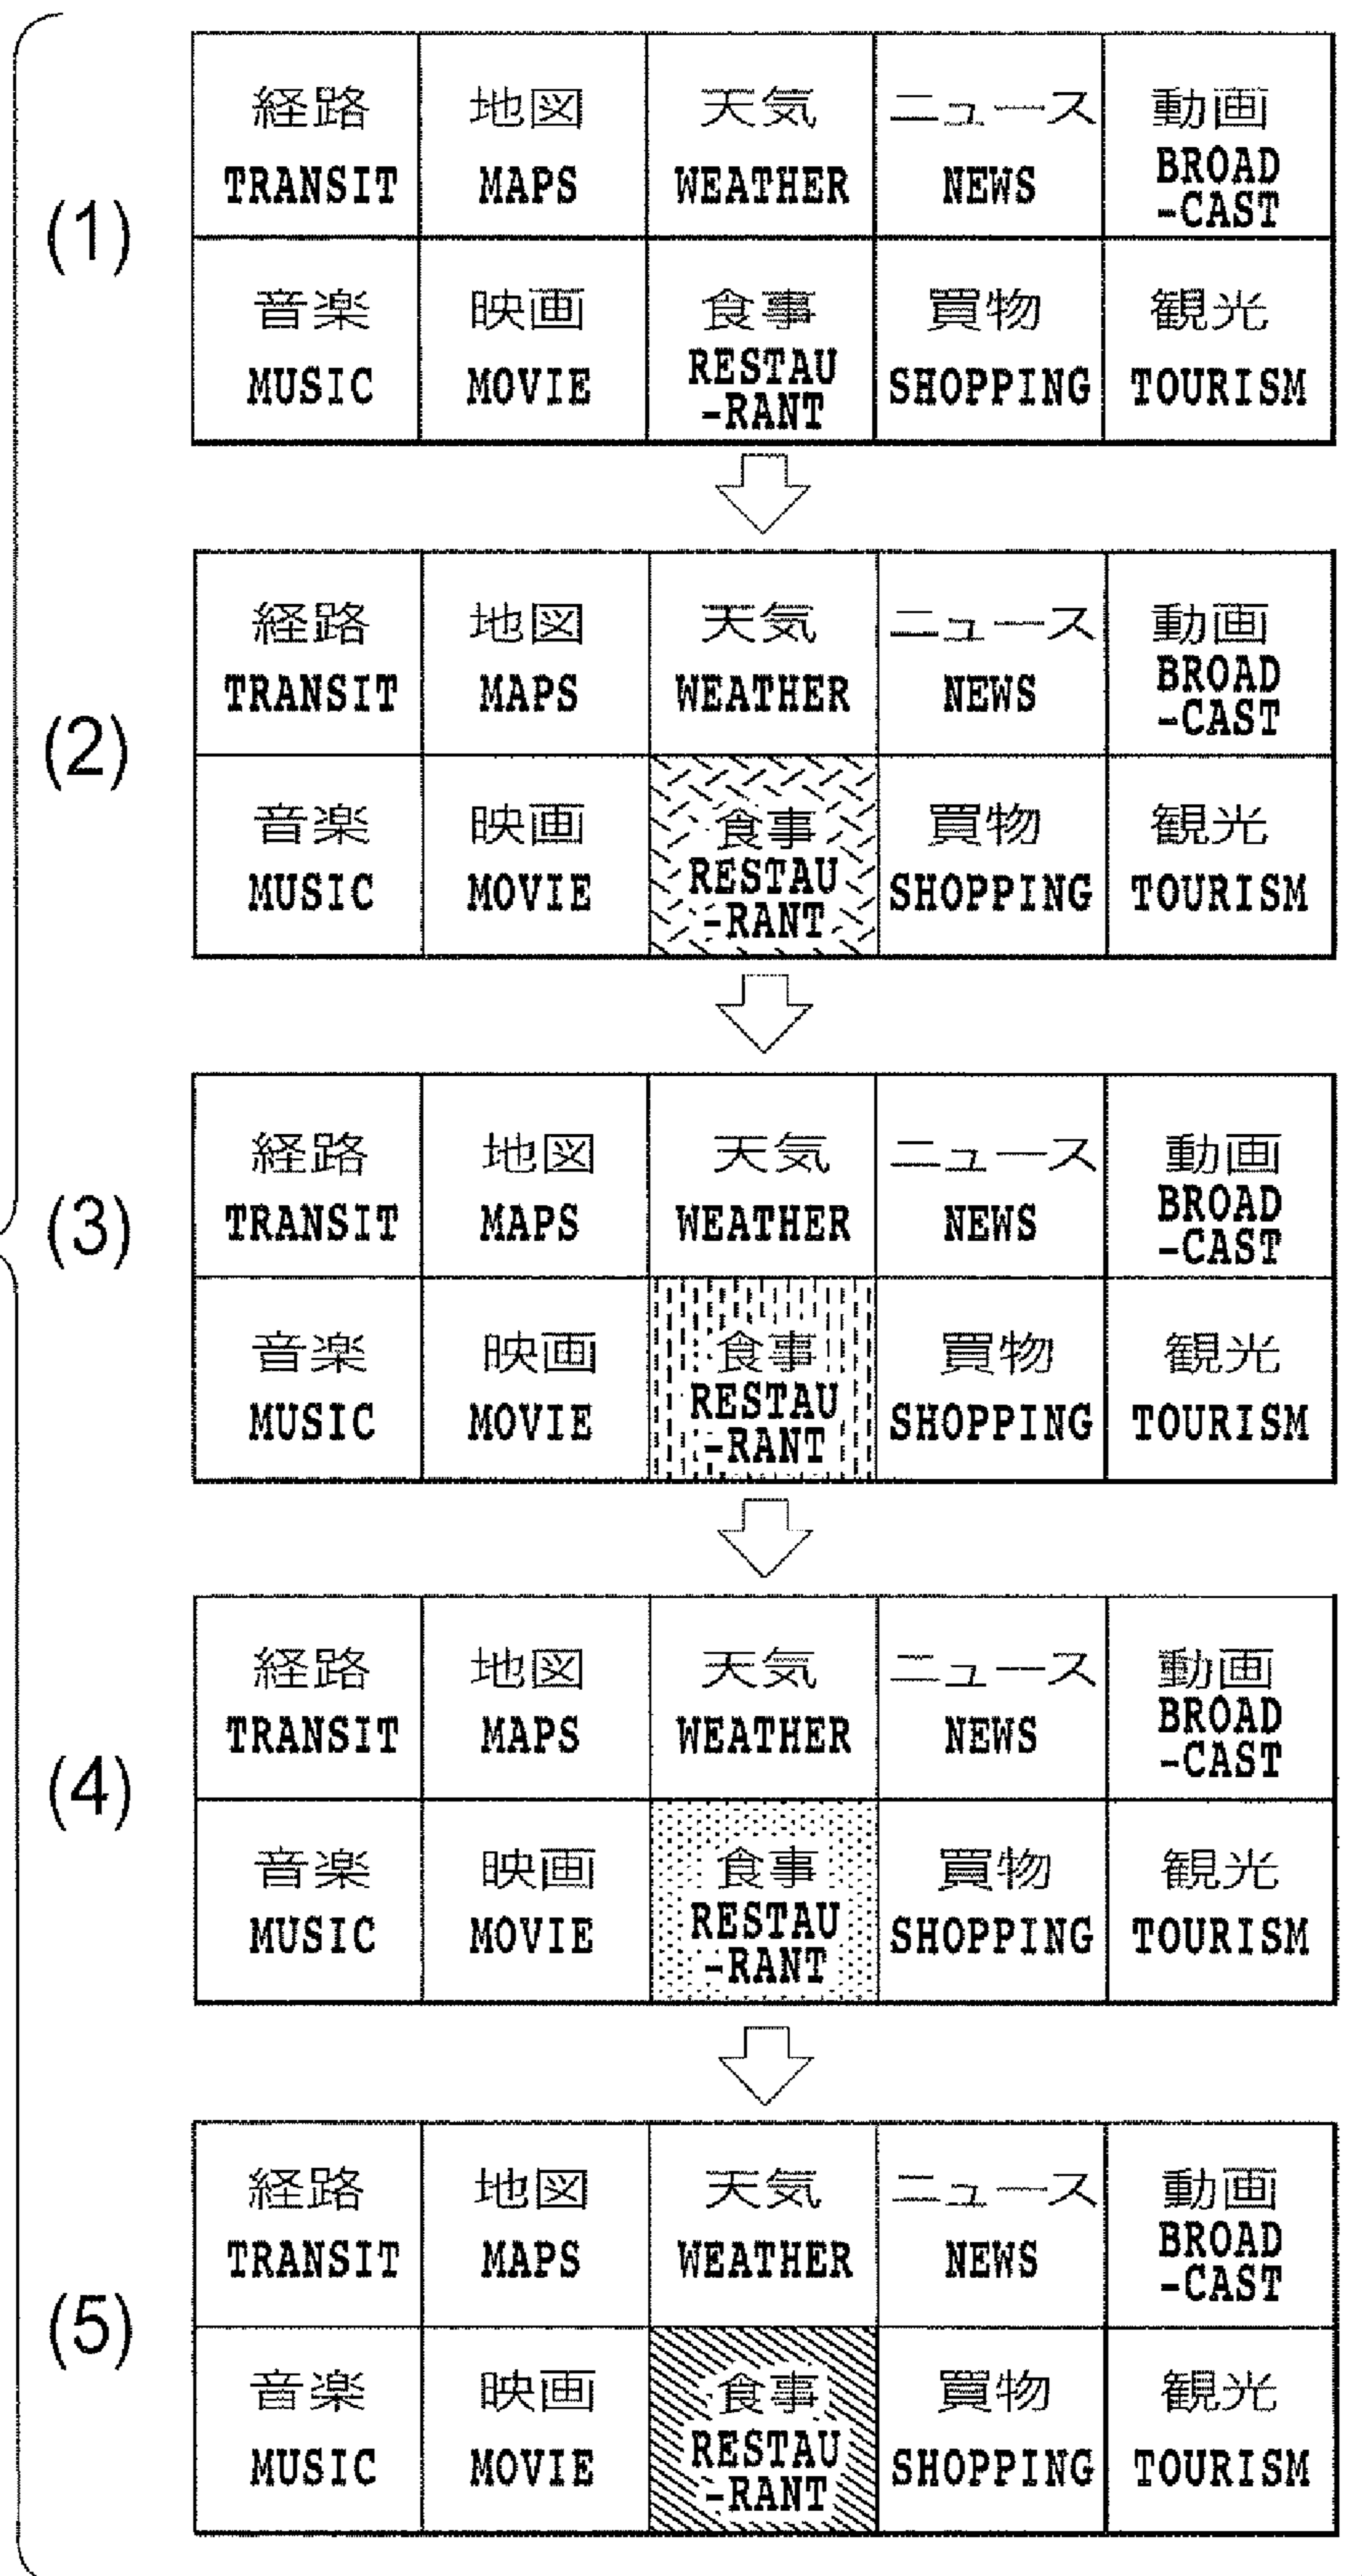 (1)
経路 地図 天気 ニュース 動画
TRANSIT MAPS WEATHER NEWS BROAD
-CAST
音楽 映画 食事 買物 観光
MUSIC MOVIE RESTAU SHOPPING TOURISM
-RANT
(2)
経路 地図 天気 ニュース 動画
TRANSIT MAPS WEATHER NEWS BROAD
-CAST
音楽 映画 食事 買物 観光
MUSIC MOVIE RESTAU SHOPPING TOURISM
-RANT
(3)
経路 地図 天気 ニュース 動画
TRANSIT MAPS WEATHER NEWS BROAD
-CAST
音楽 映画 食事 買物 観光
MUSIC MOVIE RESTAU SHOPPING TOURISM
-RANT
(4)
経路 地図 天気 ニュース 動画
TRANSIT MAPS WEATHER NEWS BROAD
-CAST
音楽 映画 食事 買物 観光
MUSIC MOVIE RESTAU SHOPPING TOURISM
-RANT
(5)
経路 地図 天気 ニュース 動画
TRANSIT MAPS WEATHER NEWS BROAD
-CAST
音楽 映画 食事 買物 観光
MUSIC MOVIE RESTAU SHOPPING TOURISM
-RANT